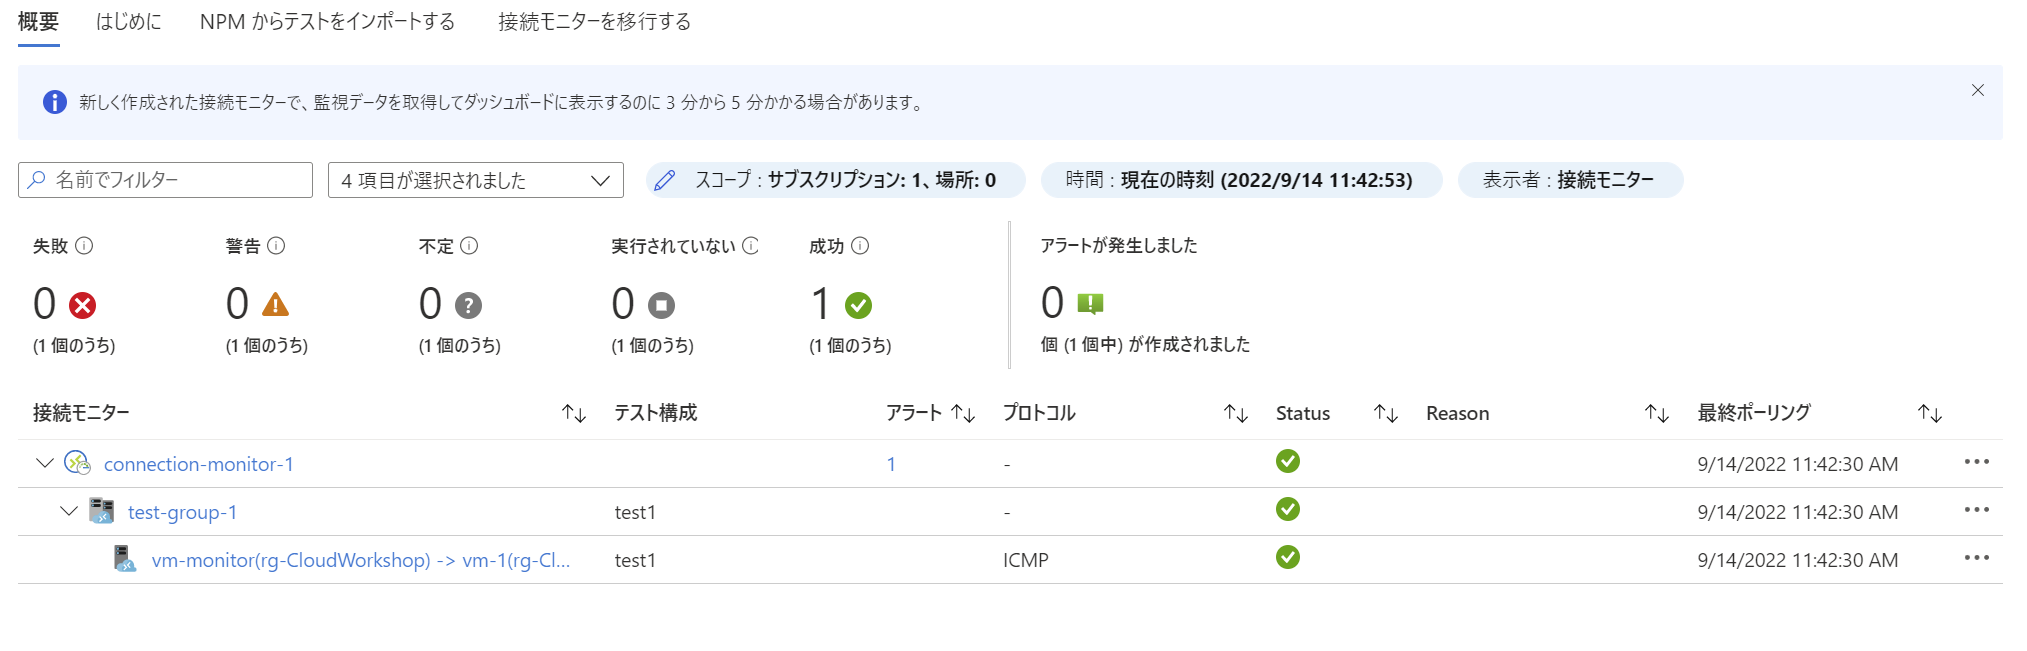 概要 はじめに NPM からテストをインポートする 接続モニターを移行する
新しく作成された接続モニターで、監視データを取得してダッシュボードに表示するのに 3 分から 5 分かかる場合があります。
名前でフィルター 4 項目が選択されました スコープ : サブスクリプション: 1、場所: 0 時間 : 現在の時刻 (2022/9/14 11:42:53) 表示者 : 接続モニター
失敗 警告 不定 実行されていない 成功 アラートが発生しました
0 0 0 0 1 0
(1 個のうち) (1 個のうち) (1 個のうち) (1 個のうち) (1 個のうち) 個 (1 個中) が作成されました
接続モニター テスト構成 アラート プロトコル Status Reason 最終ポーリング
connection-monitor-1 1 - 9/14/2022 11:42:30 AM
test-group-1 test1 - 9/14/2022 11:42:30 AM
vm-monitor(rg-CloudWorkshop) -> vm-1(rg-Cl... test1 ICMP 9/14/2022 11:42:30 AM